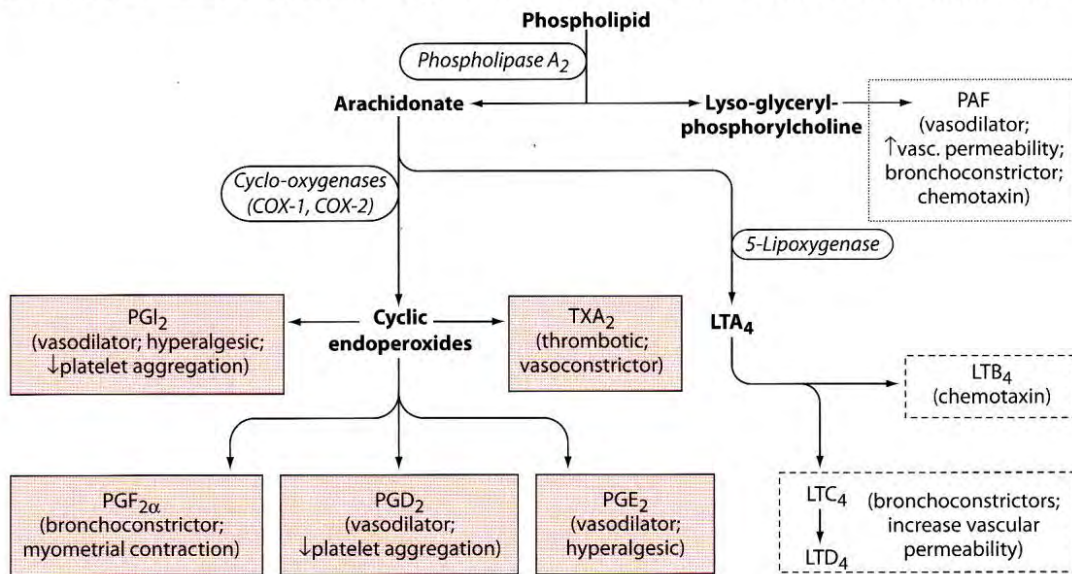 Phospholipid
Phospholipase A₂
Arachidonate
Lyso-glyceryl-
phosphorylcholine
PAF
(vasodilator;
↑vasc. permeability;
bronchoconstrictor;
chemotaxin)
Cyclo-oxygenases
(COX-1, COX-2)
5-Lipoxygenase
PGI₂
(vasodilator; hyperalgesic;
↓platelet aggregation)
Cyclic
endoperoxides
TXA₂
(thrombotic;
vasoconstrictor)
LTA₄
LTB₄
(chemotaxin)
PGF₂α
(bronchoconstrictor;
myometrial contraction)
PGD₂
(vasodilator;
↓platelet aggregation)
PGE₂
(vasodilator;
hyperalgesic)
LTC₄
LTD₄
(bronchoconstrictors;
increase vascular
permeability)